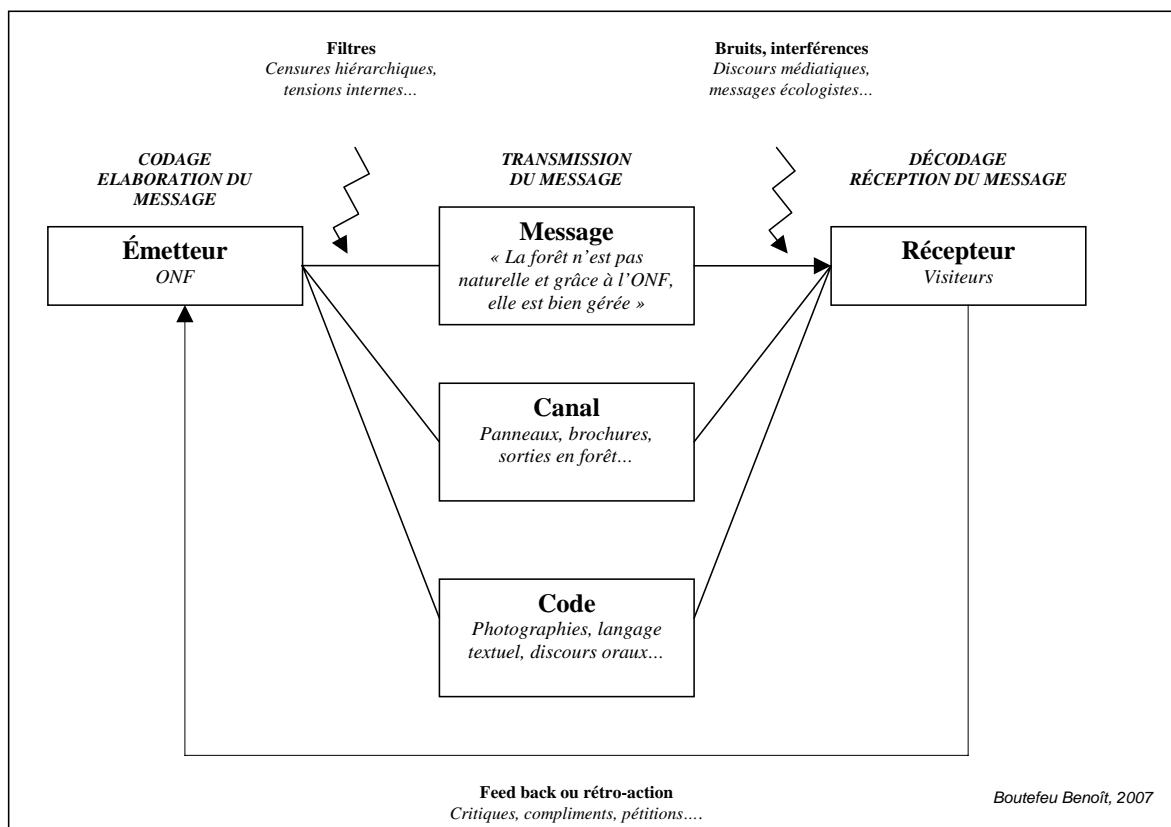 Filtres
Censures hiérarchiques,
tensions internes…
Bruits, interférences
Discours médiatiques,
messages écologistes…
CODAGE
ELABORATION DU
MESSAGE
TRANSMISSION
DU MESSAGE
DÉCODAGE
RÉCEPTION DU MESSAGE
Émetteur
ONF
Message
« La forêt n’est pas
naturelle et grâce à l’ONF,
elle est bien gérée »
Récepteur
Visiteurs
Canal
Panneaux, brochures,
sorties en forêt…
Code
Photographies, langage
textuel, discours oraux…
Feed back ou rétro-action
Critiques, compliments, pétitions….
Boutefeu Benoît, 2007